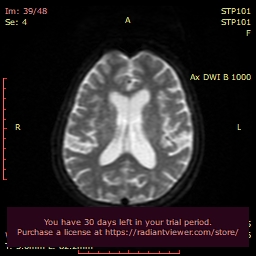 Im: 39/48
Se: 4
A
STP101
STP101
F
Ax DWI B 1000
R
L
You have 30 days left in your trial period.
Purchase a license at https://radiantviewer.com/store/